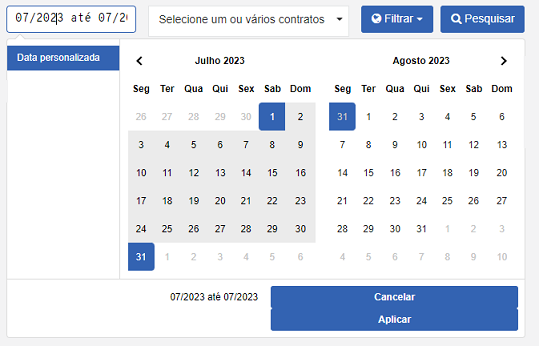 07/2023 até 07/20
Selecione um ou vários contratos
Filtrar
Pesquisar
Data personalizada
Julho 2023
Agosto 2023
Seg Ter Qua Qui Sex Sab Dom
Seg Ter Qua Qui Sex Sab Dom
26 27 28 29 30 1 2
31 1 2 3 4 5 6
3 4 5 6 7 8 9
7 8 9 10 11 12 13
10 11 12 13 14 15 16
14 15 16 17 18 19 20
17 18 19 20 21 22 23
21 22 23 24 25 26 27
24 25 26 27 28 29 30
28 29 30 31 1 2 3
31 1 2 3 4 5 6
4 5 6 7 8 9 10
07/2023 até 07/2023
Cancelar
Aplicar